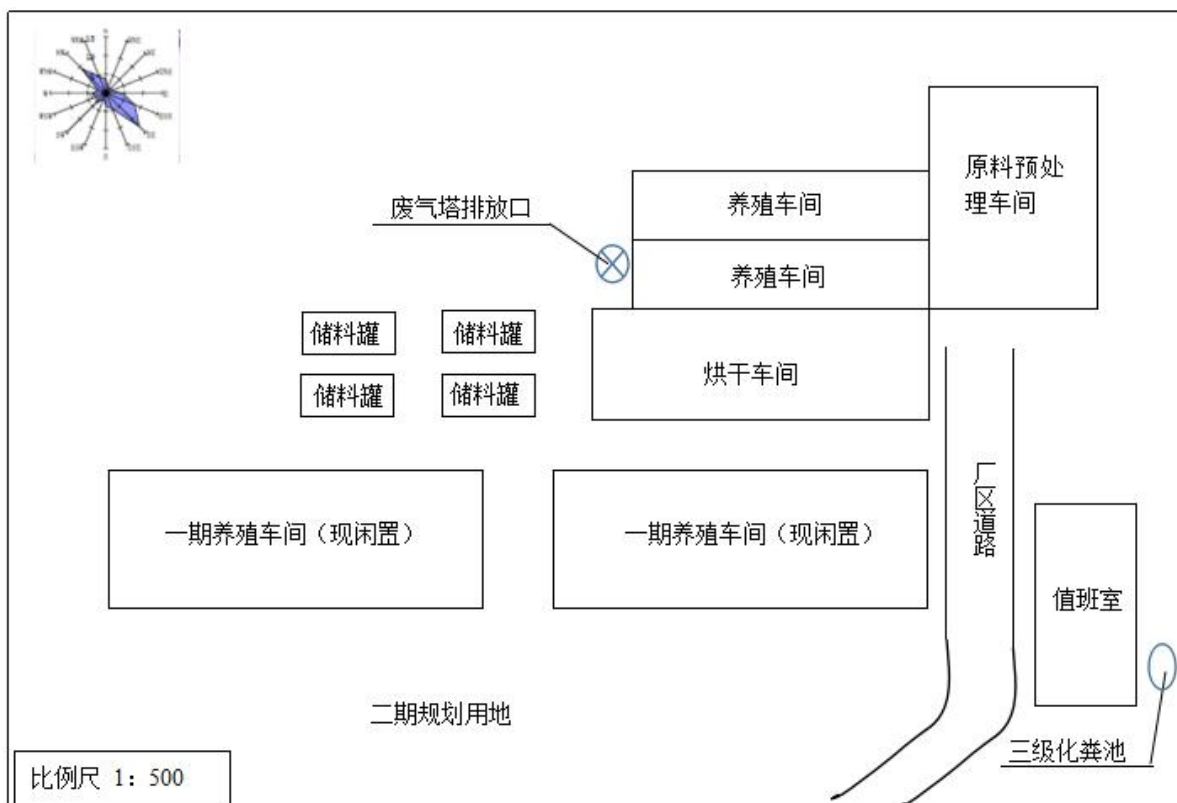 原料预处
理车间
养殖车间
废气塔排放口
养殖车间
储料罐
储料罐
烘干车间
储料罐
储料罐
厂区道路
一期养殖车间（现闲置）
一期养殖车间（现闲置）
值班室
二期规划用地
三级化粪池
比例尺 1：500